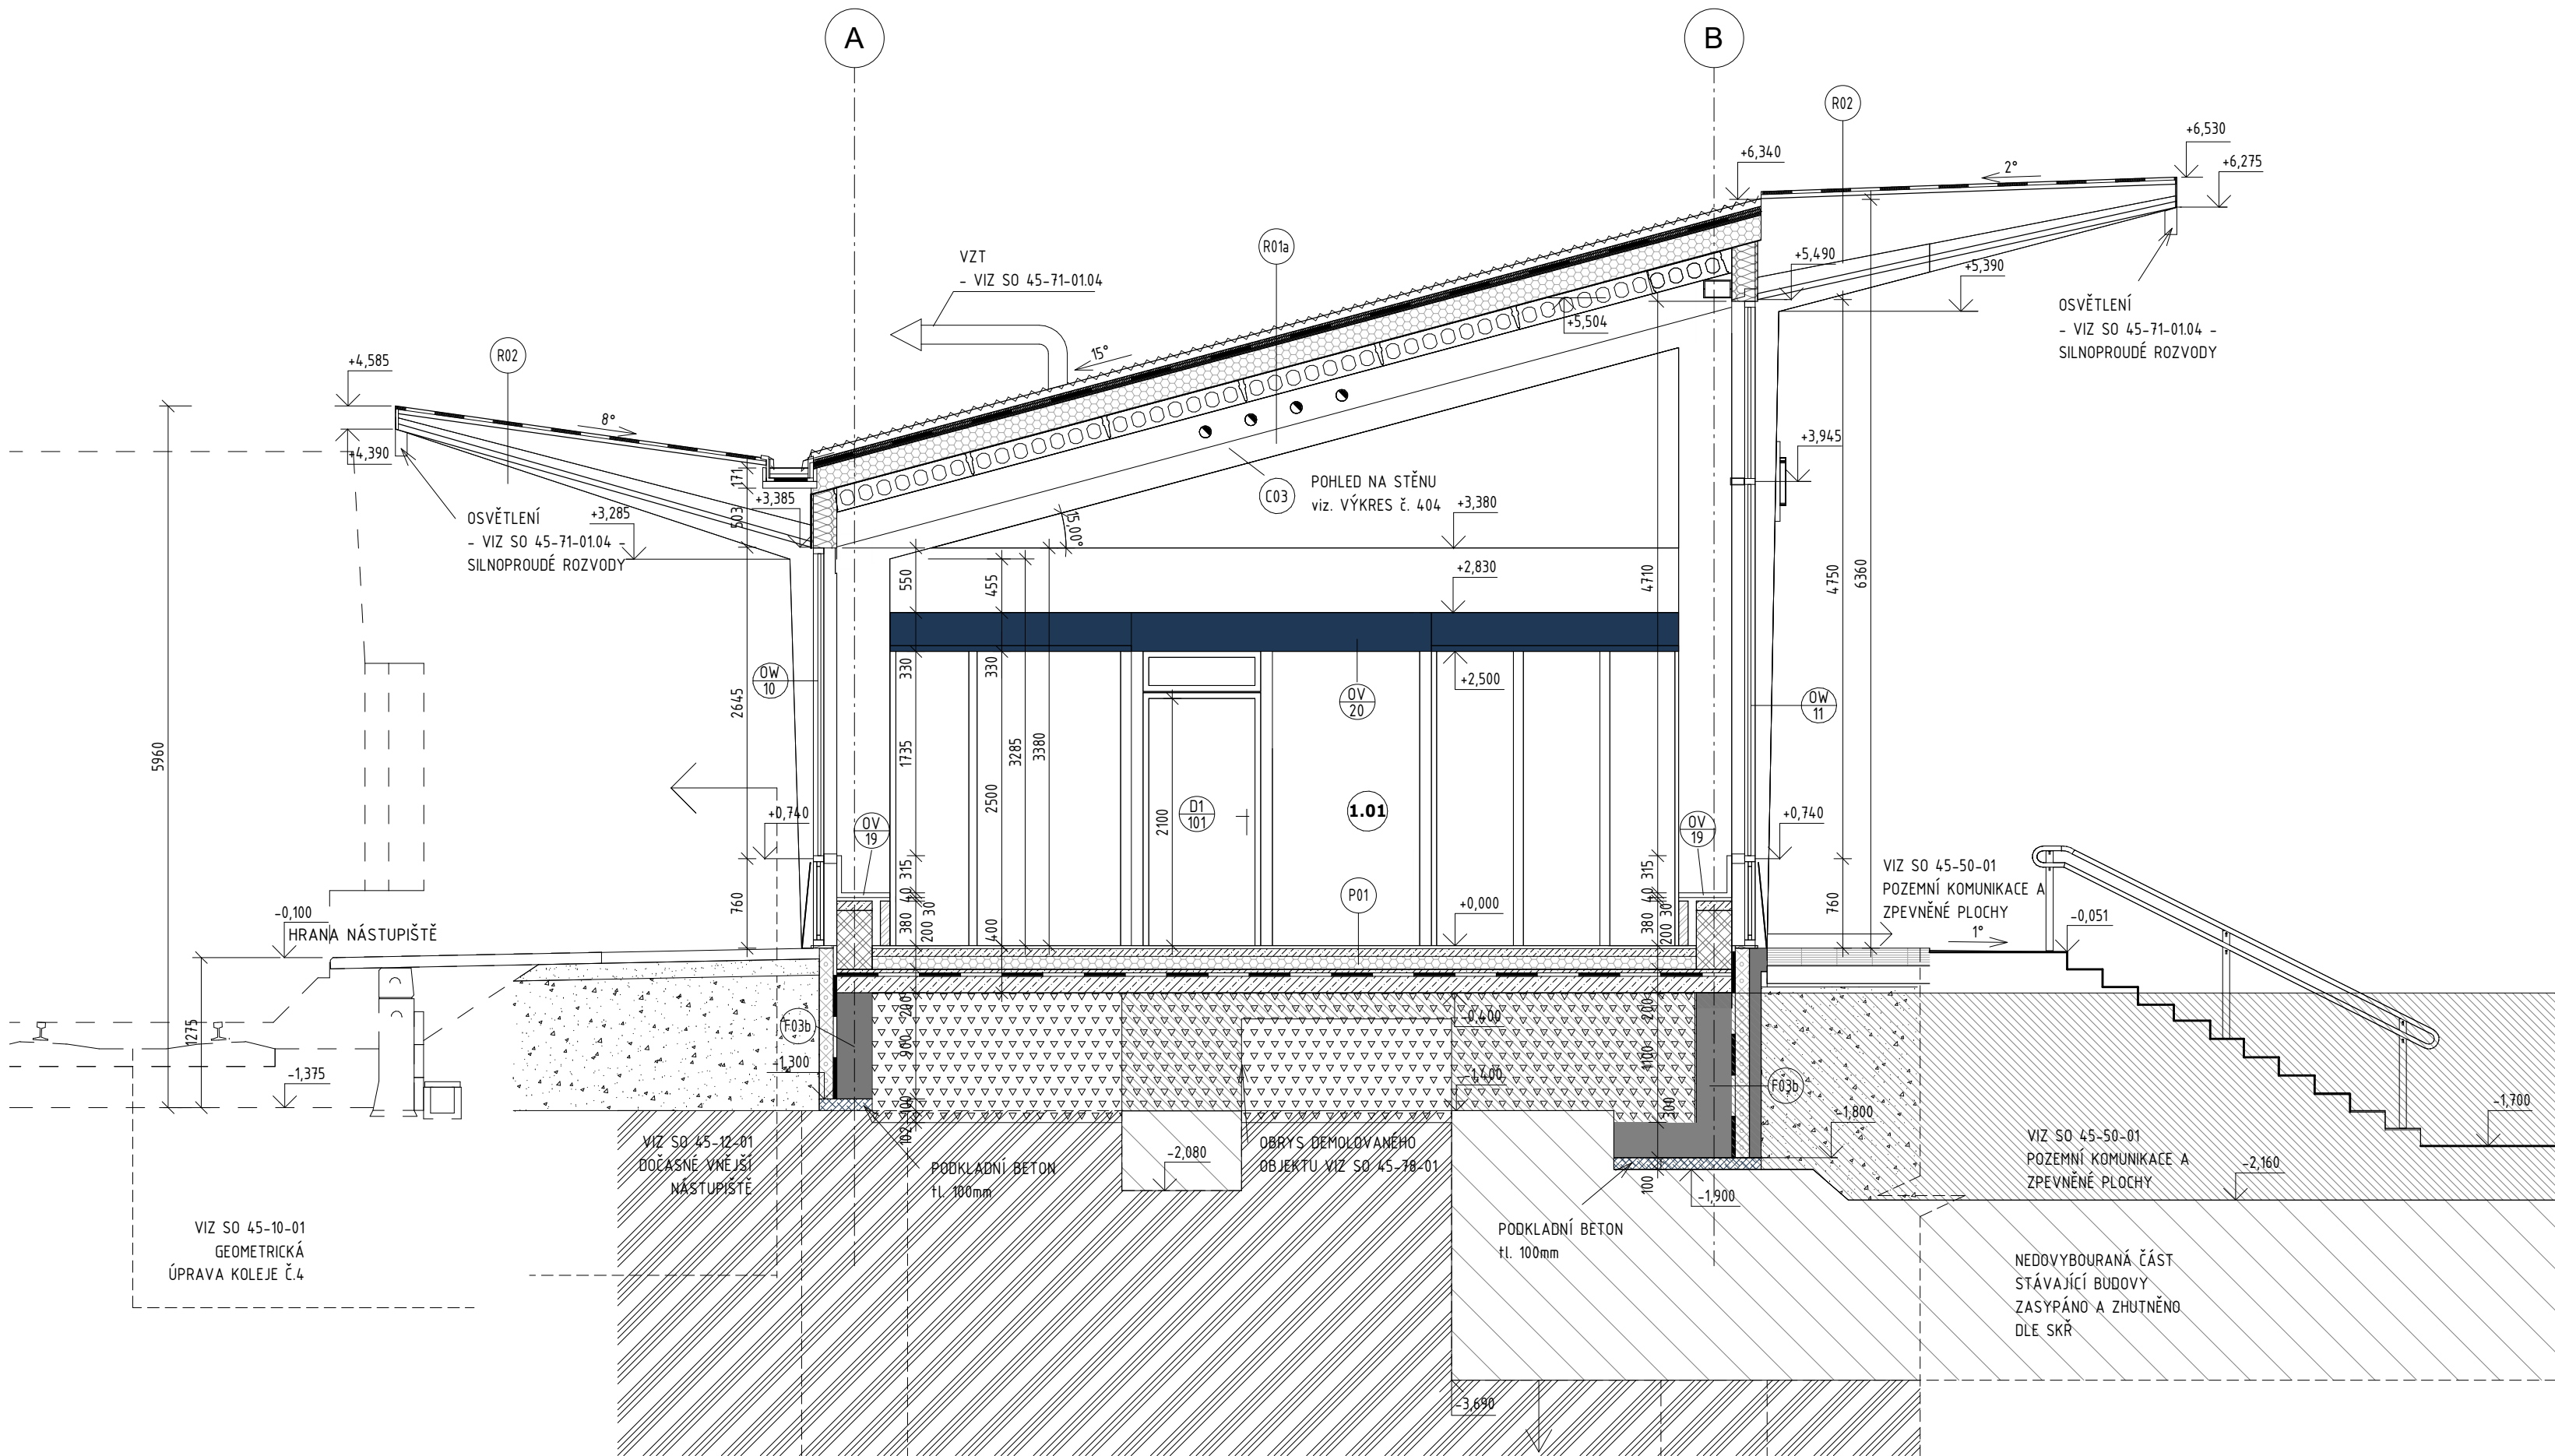 A
B
R02
+6,530
+6,275
2°
+6,340
R01a
VZT
- VIZ SO 45-71-01.04
+5,490
+5,390
OSVĚTLENÍ
- VIZ SO 45-71-01.04 -
SILNOPROUDÉ ROZVODY
+5,504
15°
R02
+4,585
8°
+4,390
171
+3,385
503
+3,285
OSVĚTLENÍ
- VIZ SO 45-71-01.04 -
SILNOPROUDÉ ROZVODY
C03
POHLED NA STĚNU
viz. VÝKRES č. 404
15,00°
+3,945
+3,380
+2,830
550
455
4710
4750
6360
5960
OW
10
2645
330
330
+2,500
OV
20
OW
11
1735
2500
3285
3380
2100
D1
101
1.01
+0,740
OV
19
OV
19
+0,740
315
40
380
200 30
400
760
P01
+0,000
315
40
380
200 30
760
VIZ SO 45-50-01
POZEMNÍ KOMUNIKACE A
ZPEVNĚNÉ PLOCHY
-0,051
1°
-0,100
HRANA NÁSTUPIŠTĚ
1275
-1,375
F03b
-1,300
200
900
100
102
-0,400
-1,400
200
1100
300
100
F03b
-1,800
-1,900
-1,700
VIZ SO 45-12-01
DOČASNÉ VNĚJŠÍ
NÁSTUPIŠTĚ
PODKLADNÍ BETON
tl. 100mm
-2,080
OBRYS DEMOLOVANÉHO
OBJEKTU VIZ SO 45-78-01
PODKLADNÍ BETON
tl. 100mm
VIZ SO 45-50-01
POZEMNÍ KOMUNIKACE A
ZPEVNĚNÉ PLOCHY
-2,160
VIZ SO 45-10-01
GEOMETRICKÁ
ÚPRAVA KOLEJE Č.4
NEDOVYBOURANÁ ČÁST
STÁVAJÍCÍ BUDOVY
ZASYPÁNO A ZHUTNĚNO
DLE SKŘ
-3,690